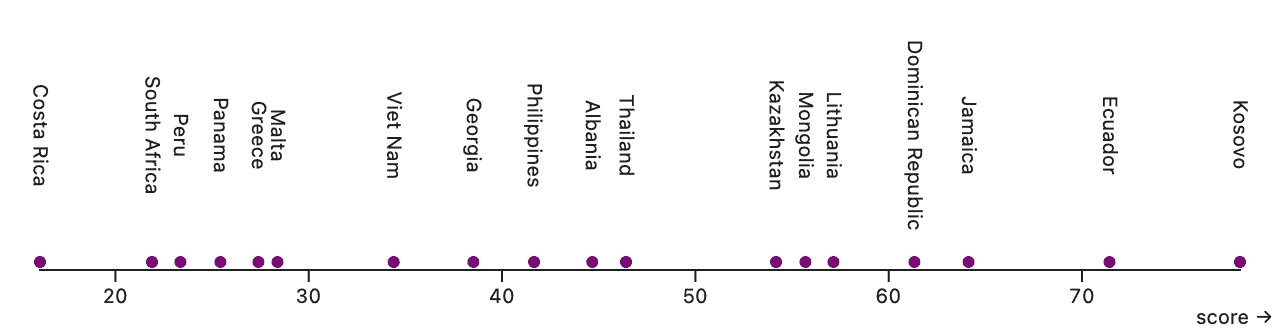 Costa Rica
South Africa
Peru
Panama
Greece
Malta
Viet Nam
Georgia
Philippines
Albania
Thailand
Kazakhstan
Mongolia
Lithuania
Dominican Republic
Jamaica
Ecuador
Kosovo
20 30 40 50 60 70
score →